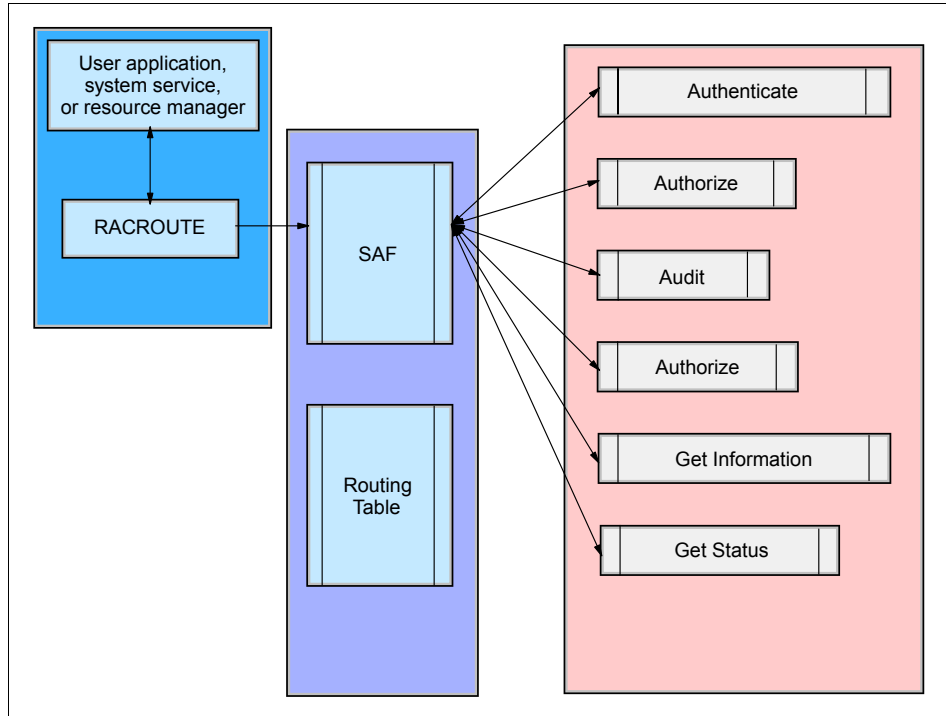 User application,
system service,
or resource manager
RACROUTE
SAF
Routing
Table
Authenticate
Authorize
Audit
Authorize
Get Information
Get Status